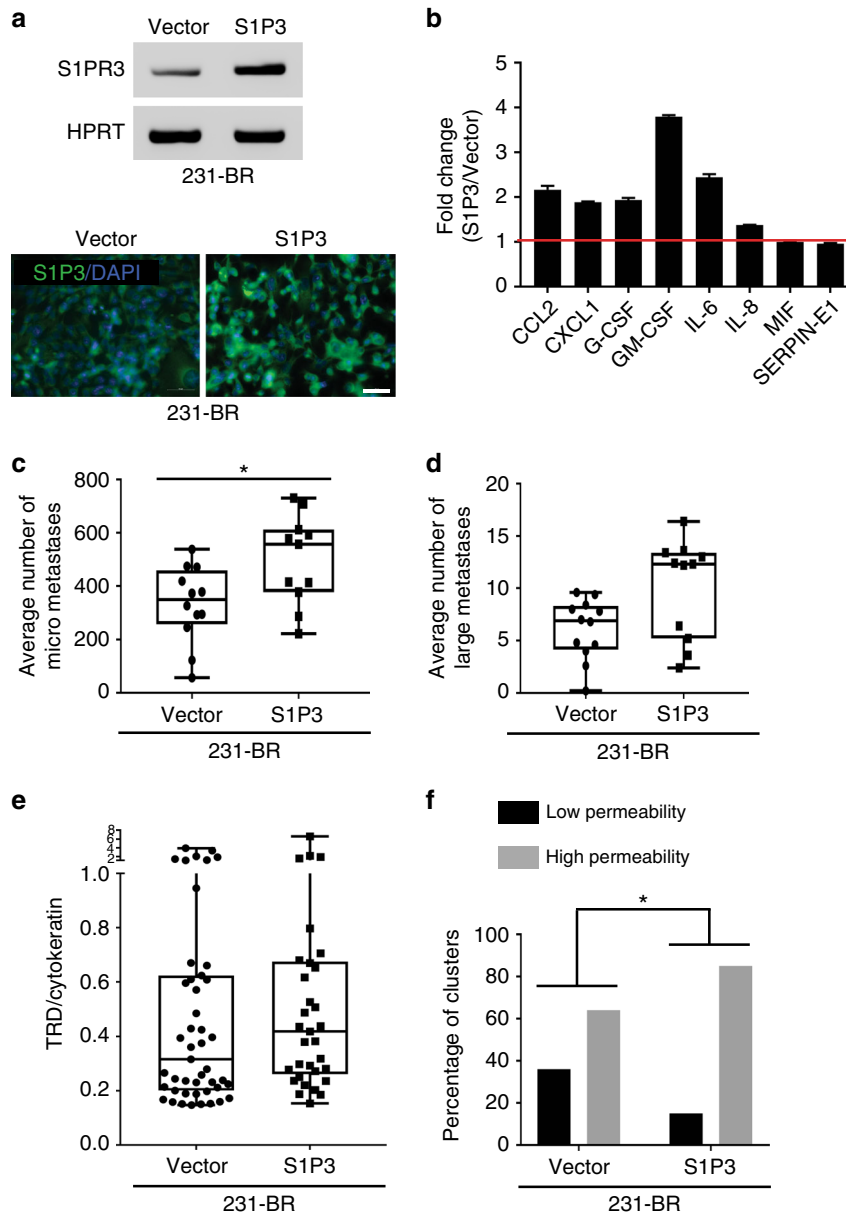 a
Vector S1P3
S1PR3
HPRT
231-BR
Vector S1P3
S1P3/DAPI
231-BR
b
Fold change
(S1P3/Vector)
5
4
3
2
1
0
CCL2
CXCL1
G-CSF
GM-CSF
IL-6
IL-8
MIF
SERPIN-E1
c
Average number of
micro metastases
800
600
400
200
0
*
Vector S1P3
231-BR
d
Average number of
large metastases
20
15
10
5
0
Vector S1P3
231-BR
e
TRD/cytokeratin
8
6
4
2
1.0
0.8
0.6
0.4
0.2
0.0
Vector S1P3
231-BR
f
Low permeability
High permeability
Percentage of clusters
100
80
60
40
20
0
*
Vector S1P3
231-BR